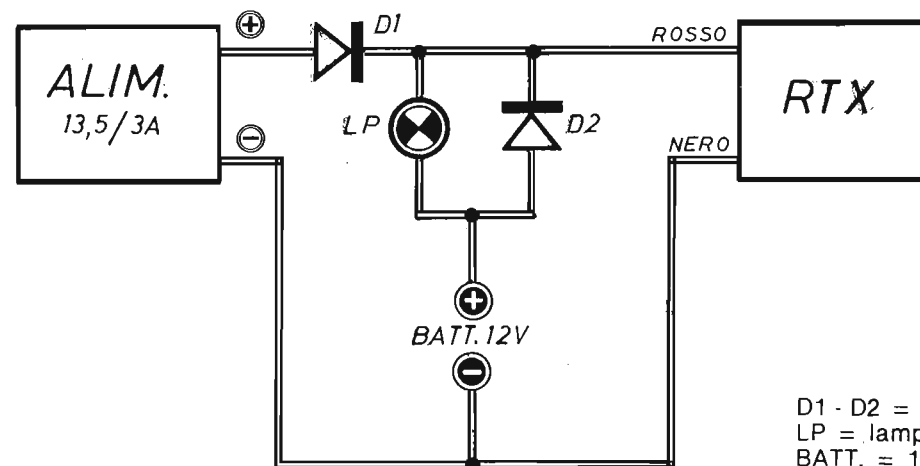 ALIM.
13,5/3A
+
−
D1
LP
D2
ROSSO
NERO
RTX
+
BATT. 12V
−
D1 - D2 =
LP = lamp
BATT. = 1